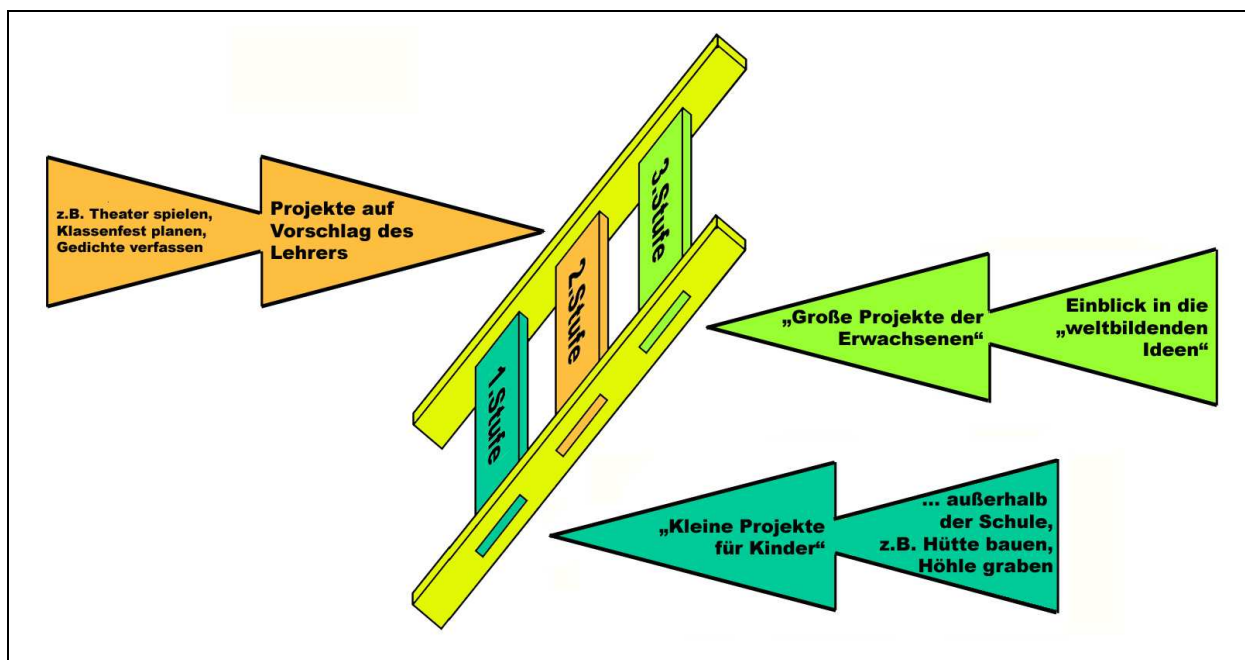 z.B. Theater spielen,
Klassenfest planen,
Gedichte verfassen
Projekte auf
Vorschlag des
Lehrers
3.Stufe
2.Stufe
1.Stufe
„Große Projekte der
Erwachsenen“
Einblick in die
„weltbildenden
Ideen“
„Kleine Projekte
für Kinder“
... außerhalb
der Schule,
z.B. Hütte bauen,
Höhle graben